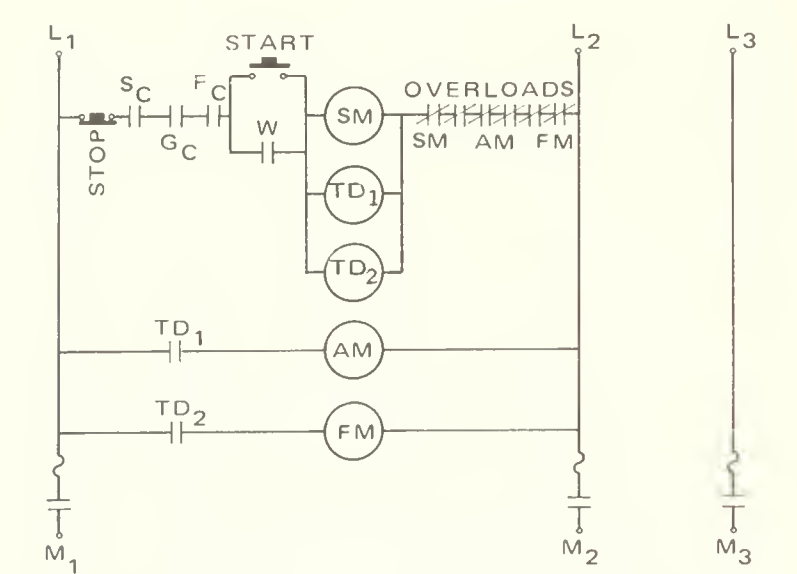 L1 L2 L3
START
SC FC OVERLOADS
SM
W
GC SM AM FM
STOP
TD1
TD2
TD1
AM
TD2
FM
M1 M2 M3